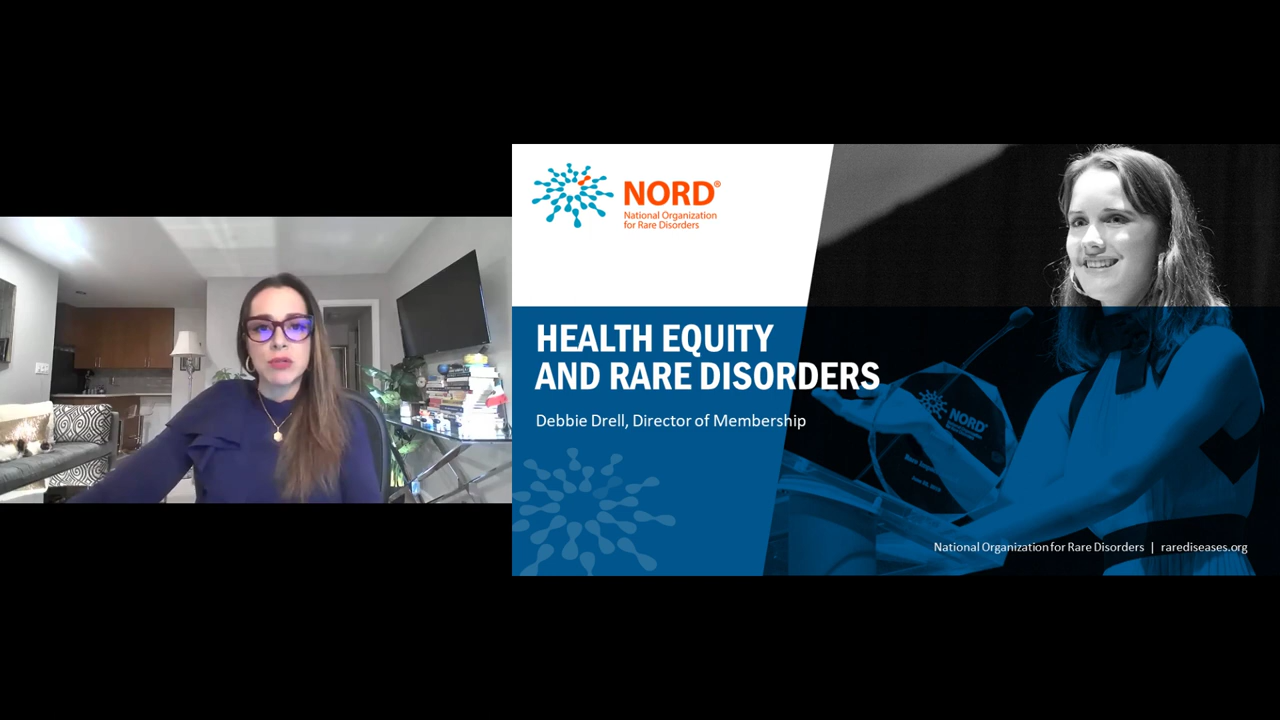 NORD®
National Organization
for Rare Disorders
HEALTH EQUITY
AND RARE DISORDERS
Debbie Drell, Director of Membership
NORD
National Organization for Rare Disorders | rarediseases.org